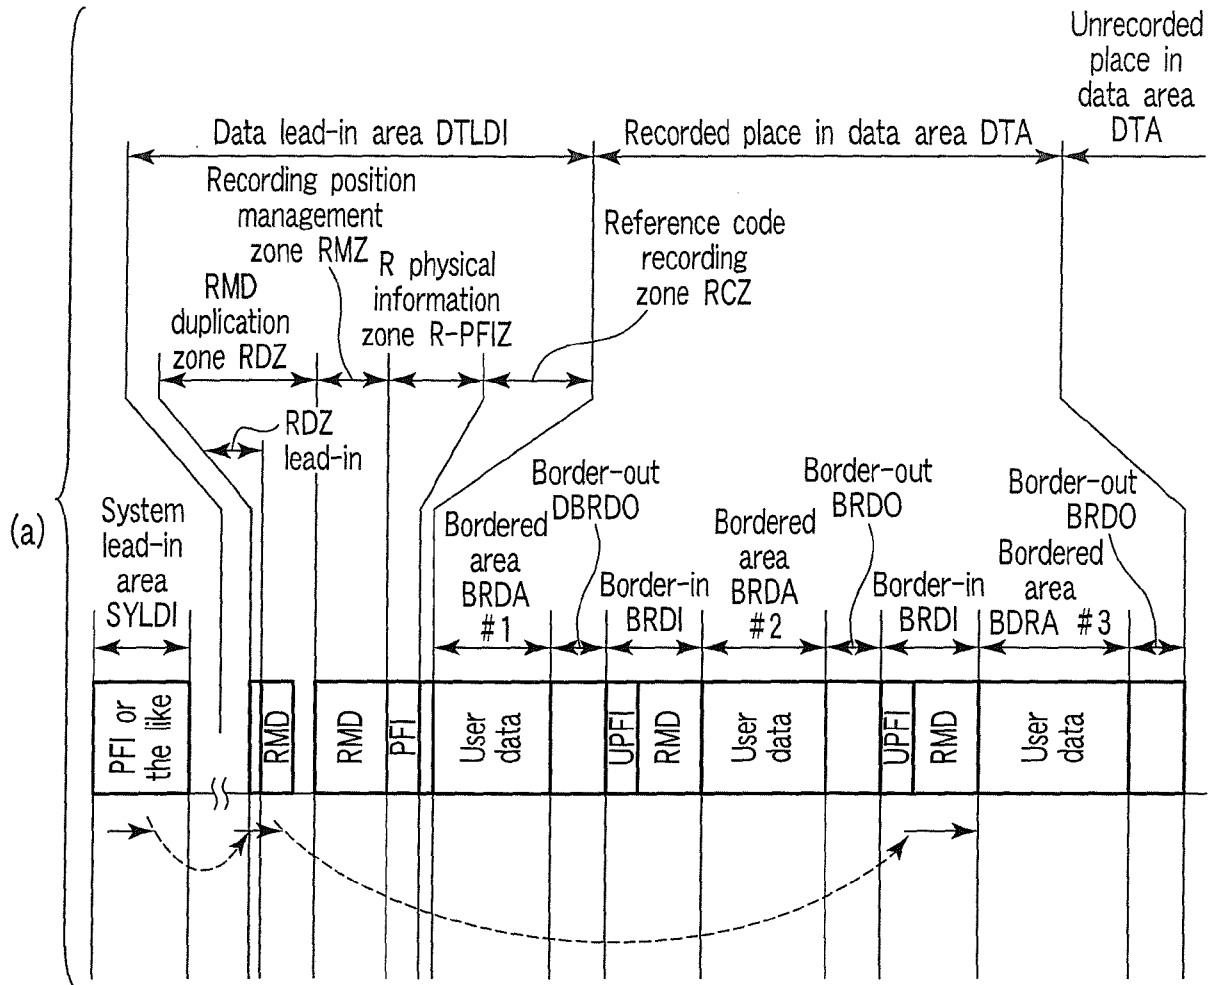 Unrecorded
place in
data area
DTA
Data lead-in area DTLDI
Recorded place in data area DTA
Recording position
management
zone RMZ
R physical
information
zone R-PFIZ
Reference code
recording
zone RCZ
RMD
duplication
zone RDZ
RDZ
lead-in
(a)
System
lead-in
area
SYLDI
Bordered
area
BRDA
#1
Border-out
DBRDO
Border-in
BRDI
Bordered
area
BRDA
#2
Border-out
BRDO
Border-in
BRDI
Bordered
area
BDRA #3
Border-out
BRDO
PFI or
the like
RMD
RMD
PFI
User
data
UPFI
RMD
User
data
UPFI
RMD
User
data